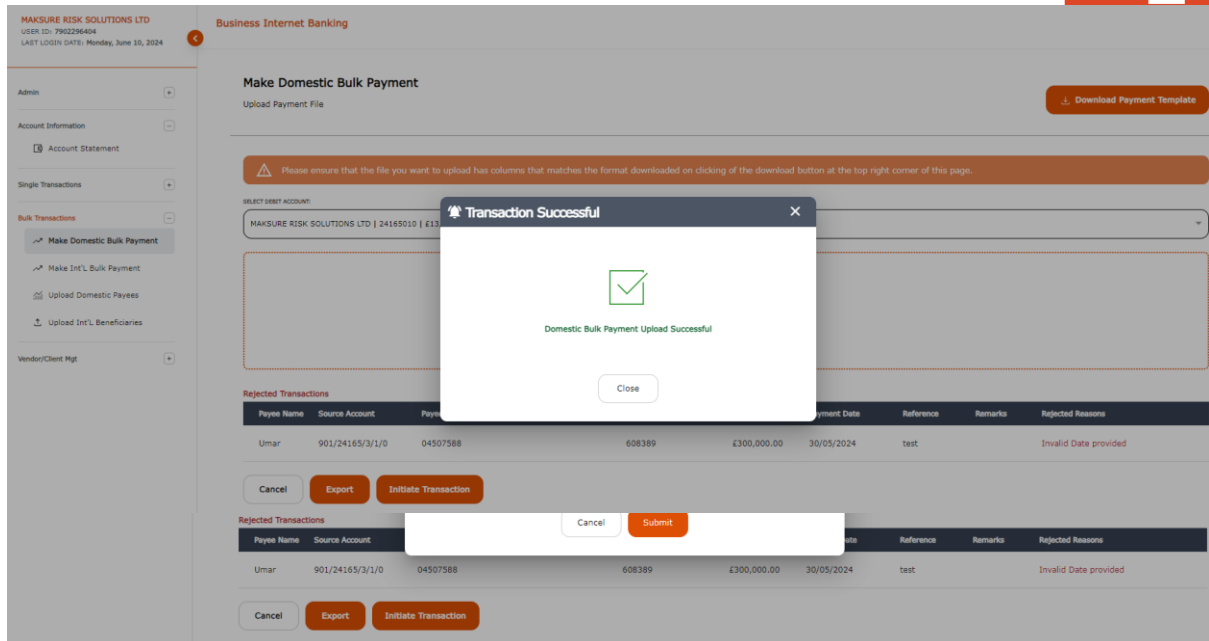 MAKSURE RISK SOLUTIONS LTD
USER ID: 7902296404
LAST LOGIN DATE: Monday, June 10, 2024
Business Internet Banking
Admin
Account Information
Account Statement
Single Transactions
Bulk Transactions
Make Domestic Bulk Payment
Make Int'L Bulk Payment
Upload Domestic Payees
Upload Int'L Beneficiaries
Vendor/Client Mgt
Make Domestic Bulk Payment
Upload Payment File
Download Payment Template
Please ensure that the file you want to upload has columns that matches the format downloaded on clicking of the download button at the top right corner of this page.
SELECT DEBIT ACCOUNT:
MAKSURE RISK SOLUTIONS LTD | 24165010 | £13,
Transaction Successful
Domestic Bulk Payment Upload Successful
Close
Rejected Transactions
Payee Name Source Account Payment Date Reference Remarks Rejected Reasons
Umar 901/24165/3/1/0 04507588 608389 £300,000.00 30/05/2024 test Invalid Date provided
Cancel Export Initiate Transaction
Cancel Submit
Rejected Transactions
Payee Name Source Account Reference Remarks Rejected Reasons
Umar 901/24165/3/1/0 04507588 608389 £300,000.00 30/05/2024 test Invalid Date provided
Cancel Export Initiate Transaction